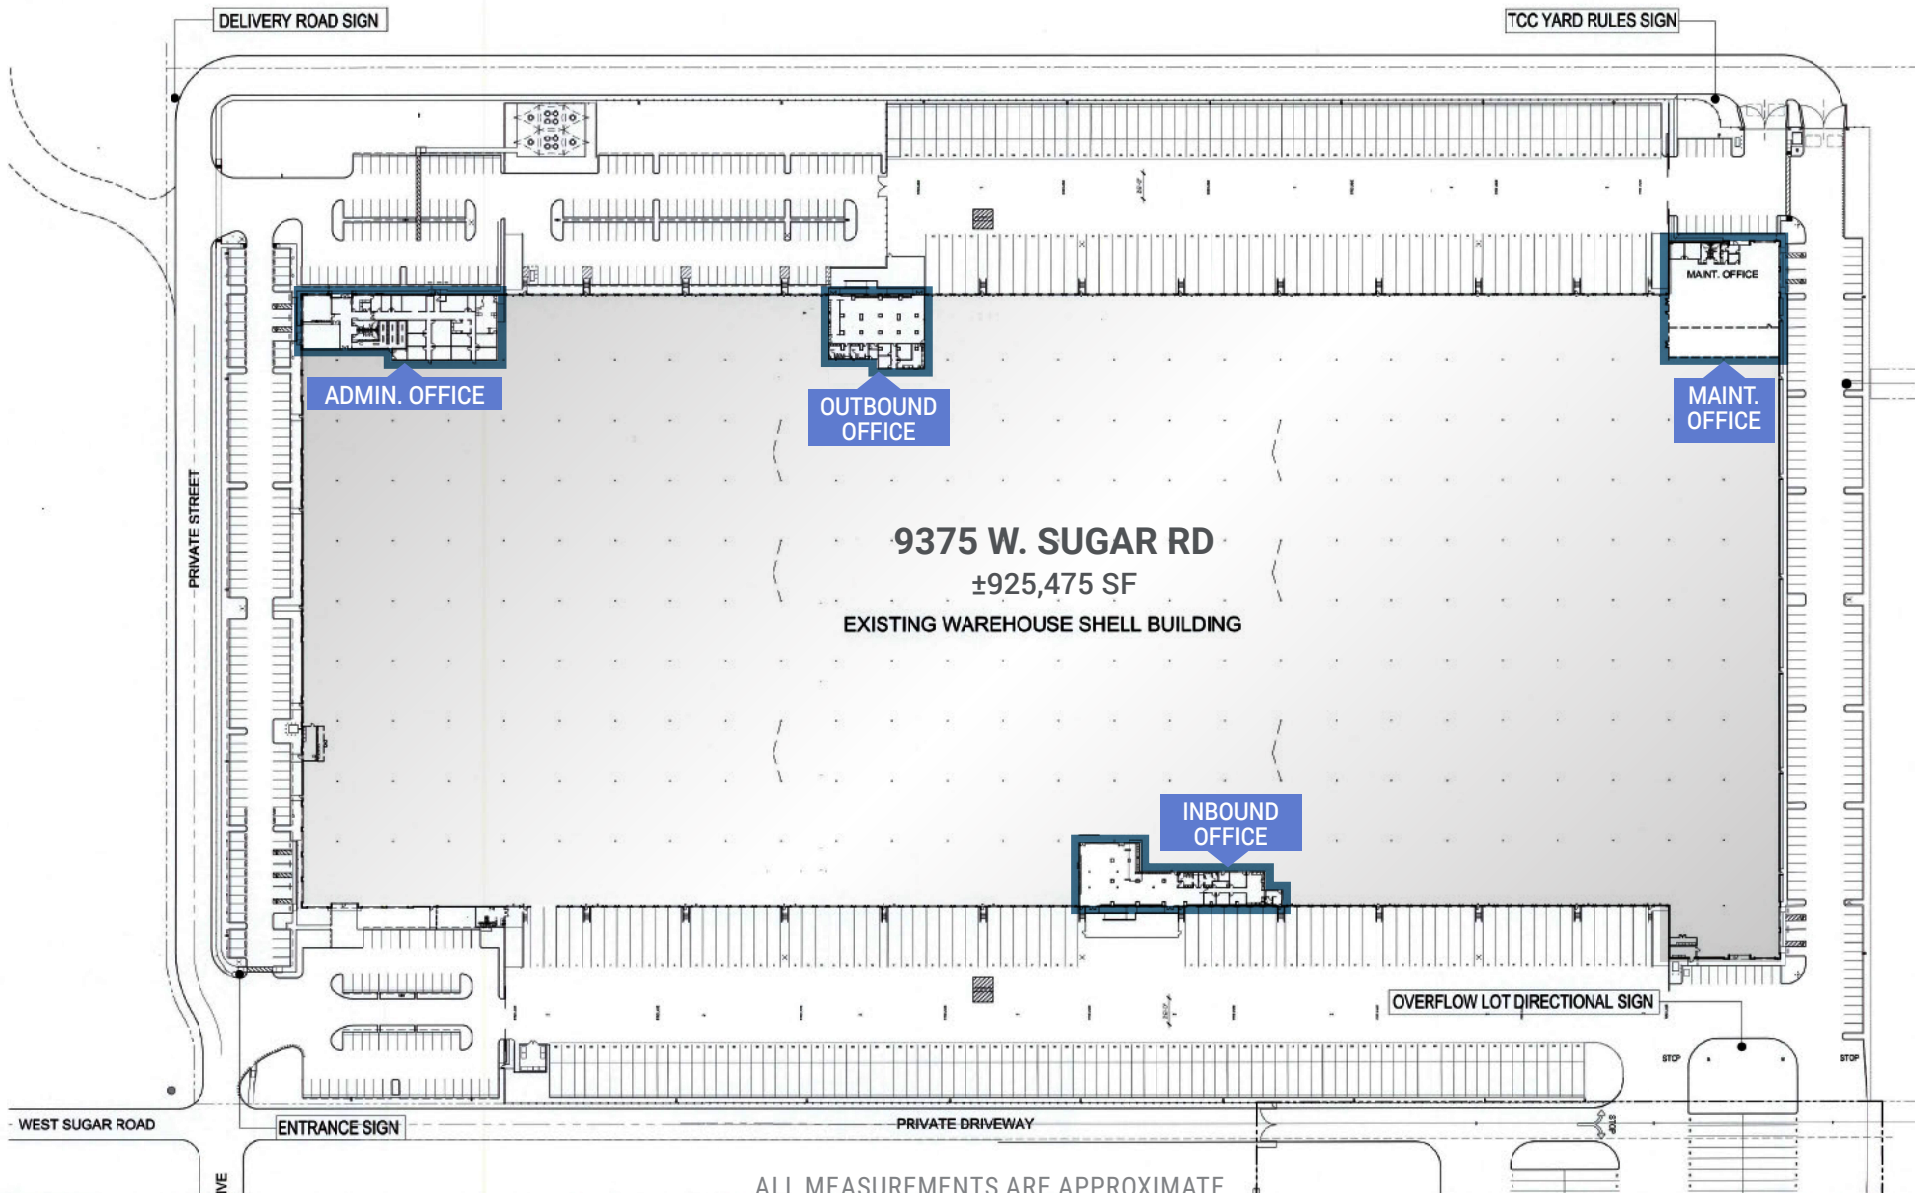 DELIVERY ROAD SIGN
TCC YARD RULES SIGN
MAINT. OFFICE
ADMIN. OFFICE
OUTBOUND
OFFICE
MAINT.
OFFICE
PRIVATE STREET
9375 W. SUGAR RD
±925,475 SF
EXISTING WAREHOUSE SHELL BUILDING
INBOUND
OFFICE
OVERFLOW LOT DIRECTIONAL SIGN
STOP
STOP
WEST SUGAR ROAD
ENTRANCE SIGN
PRIVATE DRIVEWAY
STOP
ALL MEASUREMENTS ARE APPROXIMATE